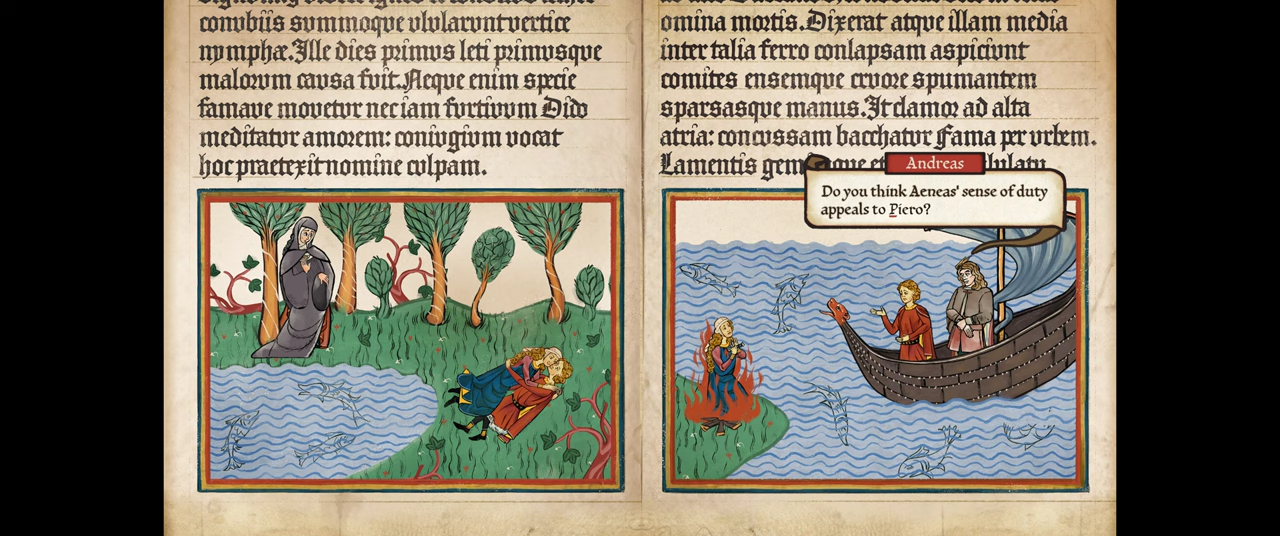 conubiis summoque ulularunt vertice
nymphæ. Ille dies primus leti primusque
malorum causa fuit. Neque enim specie
famave movetur nec iam furtivum Dido
meditatur amorem: coniugium vocat
hoc praetexit nomine culpam.
omina mortis. Dixerat atque illam media
inter talia ferro conlapsam aspiciunt
comites ensemque cruore spumantem
sparsasque manus. It clamor ad alta
atria: concussam bacchatur Fama per urbem.
Lamentis
Andreas
Do you think Aeneas' sense of duty
appeals to Piero?